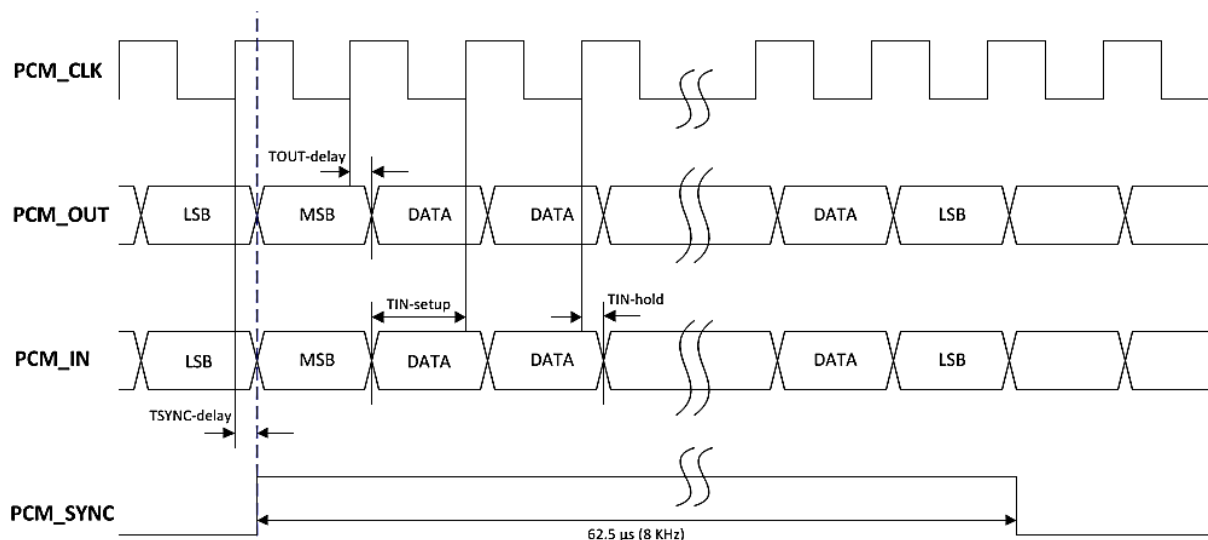 PCM_CLK
TOUT-delay
PCM_OUT LSB MSB DATA DATA DATA LSB
TIN-setup TIN-hold
PCM_IN LSB MSB DATA DATA DATA LSB
TSYNC-delay
PCM_SYNC
62.5 μs (8 KHz)